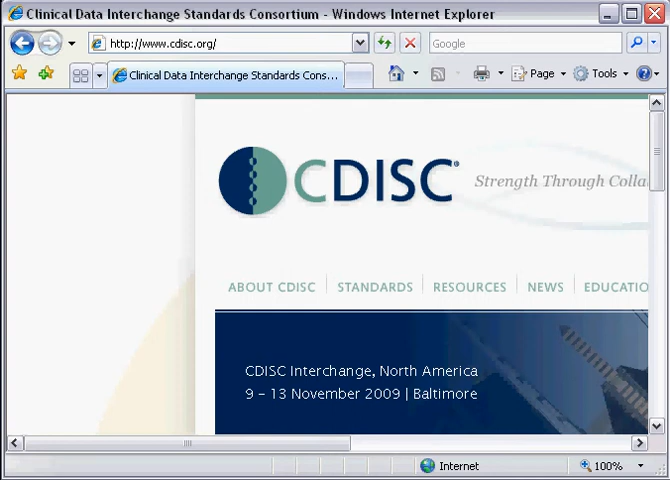 Clinical Data Interchange Standards Consortium - Windows Internet Explorer
http://www.cdisc.org/
Google
Clinical Data Interchange Standards Cons...
Page
Tools
CDISC®
Strength Through Colla
ABOUT CDISC
STANDARDS
RESOURCES
NEWS
EDUCATIO
CDISC Interchange, North America
9 – 13 November 2009 | Baltimore
Internet
100%